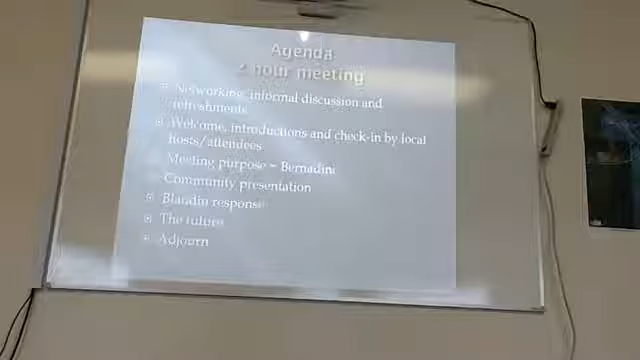 Agenda
2 hour meeting
Networking, informal discussion and
refreshments
Welcome, introductions and check-in by local
hosts/attendees
Meeting purpose ~ Bernadine
Community presentation
Blandin response
The future
Adjourn